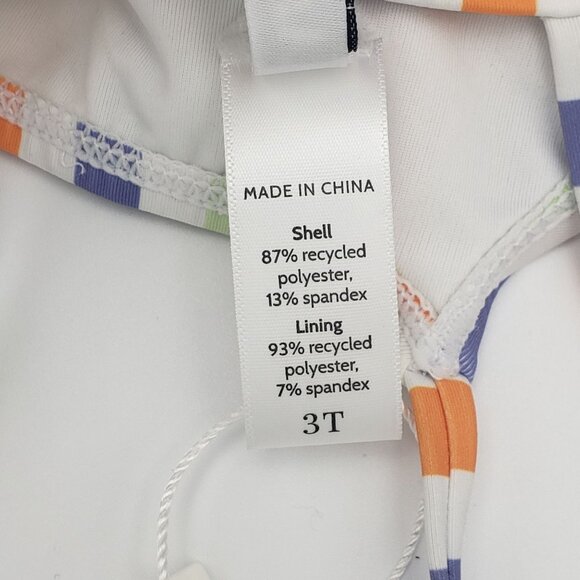 MADE IN CHINA
Shell
87% recycled
polyester,
13% spandex
Lining
93% recycled
polyester,
7% spandex
3T